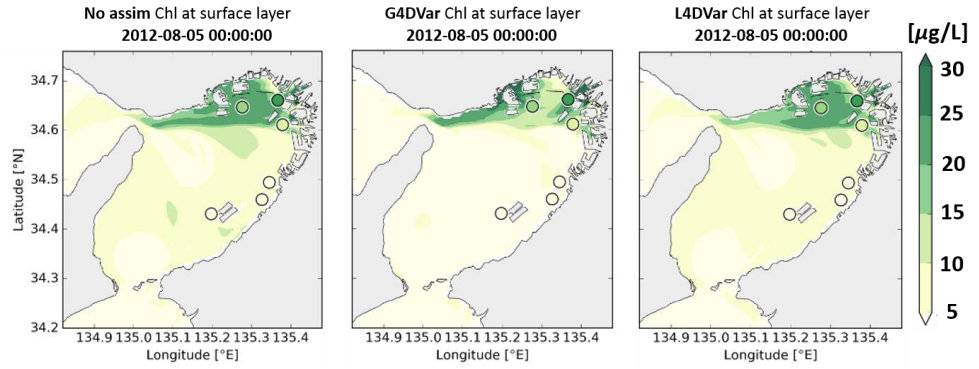 No assim Chl at surface layer
2012-08-05 00:00:00
G4DVar Chl at surface layer
2012-08-05 00:00:00
L4DVar Chl at surface layer
2012-08-05 00:00:00
[μg/L]
Latitude [°N]
34.7
34.6
34.5
34.4
34.3
34.2
134.9 135.0 135.1 135.2 135.3 135.4
Longitude [°E]
134.9 135.0 135.1 135.2 135.3 135.4
Longitude [°E]
134.9 135.0 135.1 135.2 135.3 135.4
Longitude [°E]
30
25
20
15
10
5